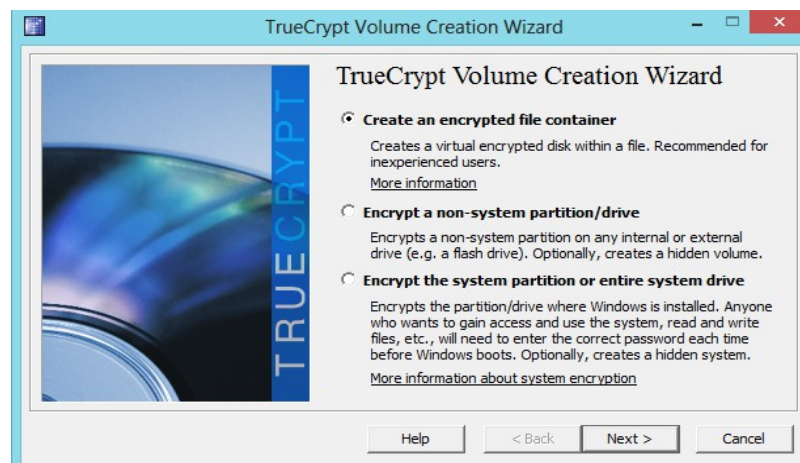 TrueCrypt Volume Creation Wizard
TRUECRYPT
TrueCrypt Volume Creation Wizard
Create an encrypted file container
Creates a virtual encrypted disk within a file. Recommended for
inexperienced users.
More information
Encrypt a non-system partition/drive
Encrypts a non-system partition on any internal or external
drive (e.g. a flash drive). Optionally, creates a hidden volume.
Encrypt the system partition or entire system drive
Encrypts the partition/drive where Windows is installed. Anyone
who wants to gain access and use the system, read and write
files, etc., will need to enter the correct password each time
before Windows boots. Optionally, creates a hidden system.
More information about system encryption
Help < Back Next > Cancel